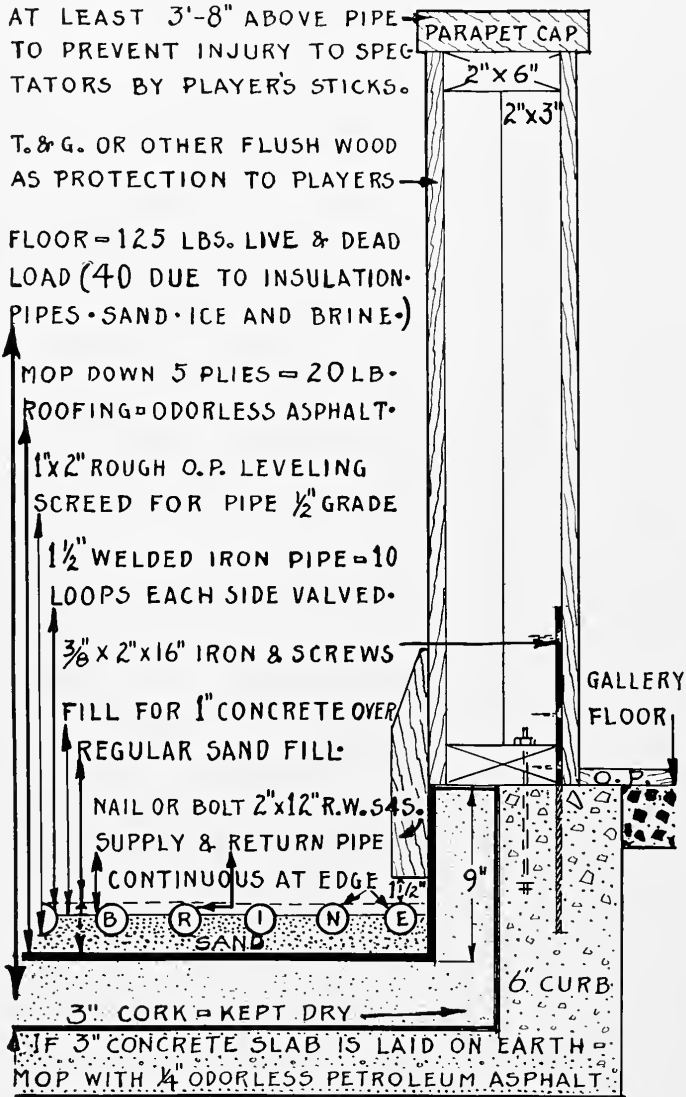 AT LEAST 3'-8" ABOVE PIPE
TO PREVENT INJURY TO SPEC-
TATORS BY PLAYER'S STICKS.
PARAPET CAP
2" x 6"
2"x3"
T. & G. OR OTHER FLUSH WOOD
AS PROTECTION TO PLAYERS
FLOOR = 125 LBS. LIVE & DEAD
LOAD (40 DUE TO INSULATION·
PIPES · SAND · ICE AND BRINE·)
MOP DOWN 5 PLIES = 20 LB·
ROOFING = ODORLESS ASPHALT·
1"x2" ROUGH O.P. LEVELING
SCREED FOR PIPE ½" GRADE
1½" WELDED IRON PIPE = 10
LOOPS EACH SIDE VALVED·
⅜" x 2" x 16" IRON & SCREWS
GALLERY
FLOOR
FILL FOR 1" CONCRETE OVER
REGULAR SAND FILL·
O.P.
NAIL OR BOLT 2"x12" R.W. S4S.
SUPPLY & RETURN PIPE
CONTINUOUS AT EDGE
1½"
9"
B R I N E
SAND
6" CURB
3" CORK = KEPT DRY
IF 3" CONCRETE SLAB IS LAID ON EARTH =
MOP WITH ¼" ODORLESS PETROLEUM ASPHALT